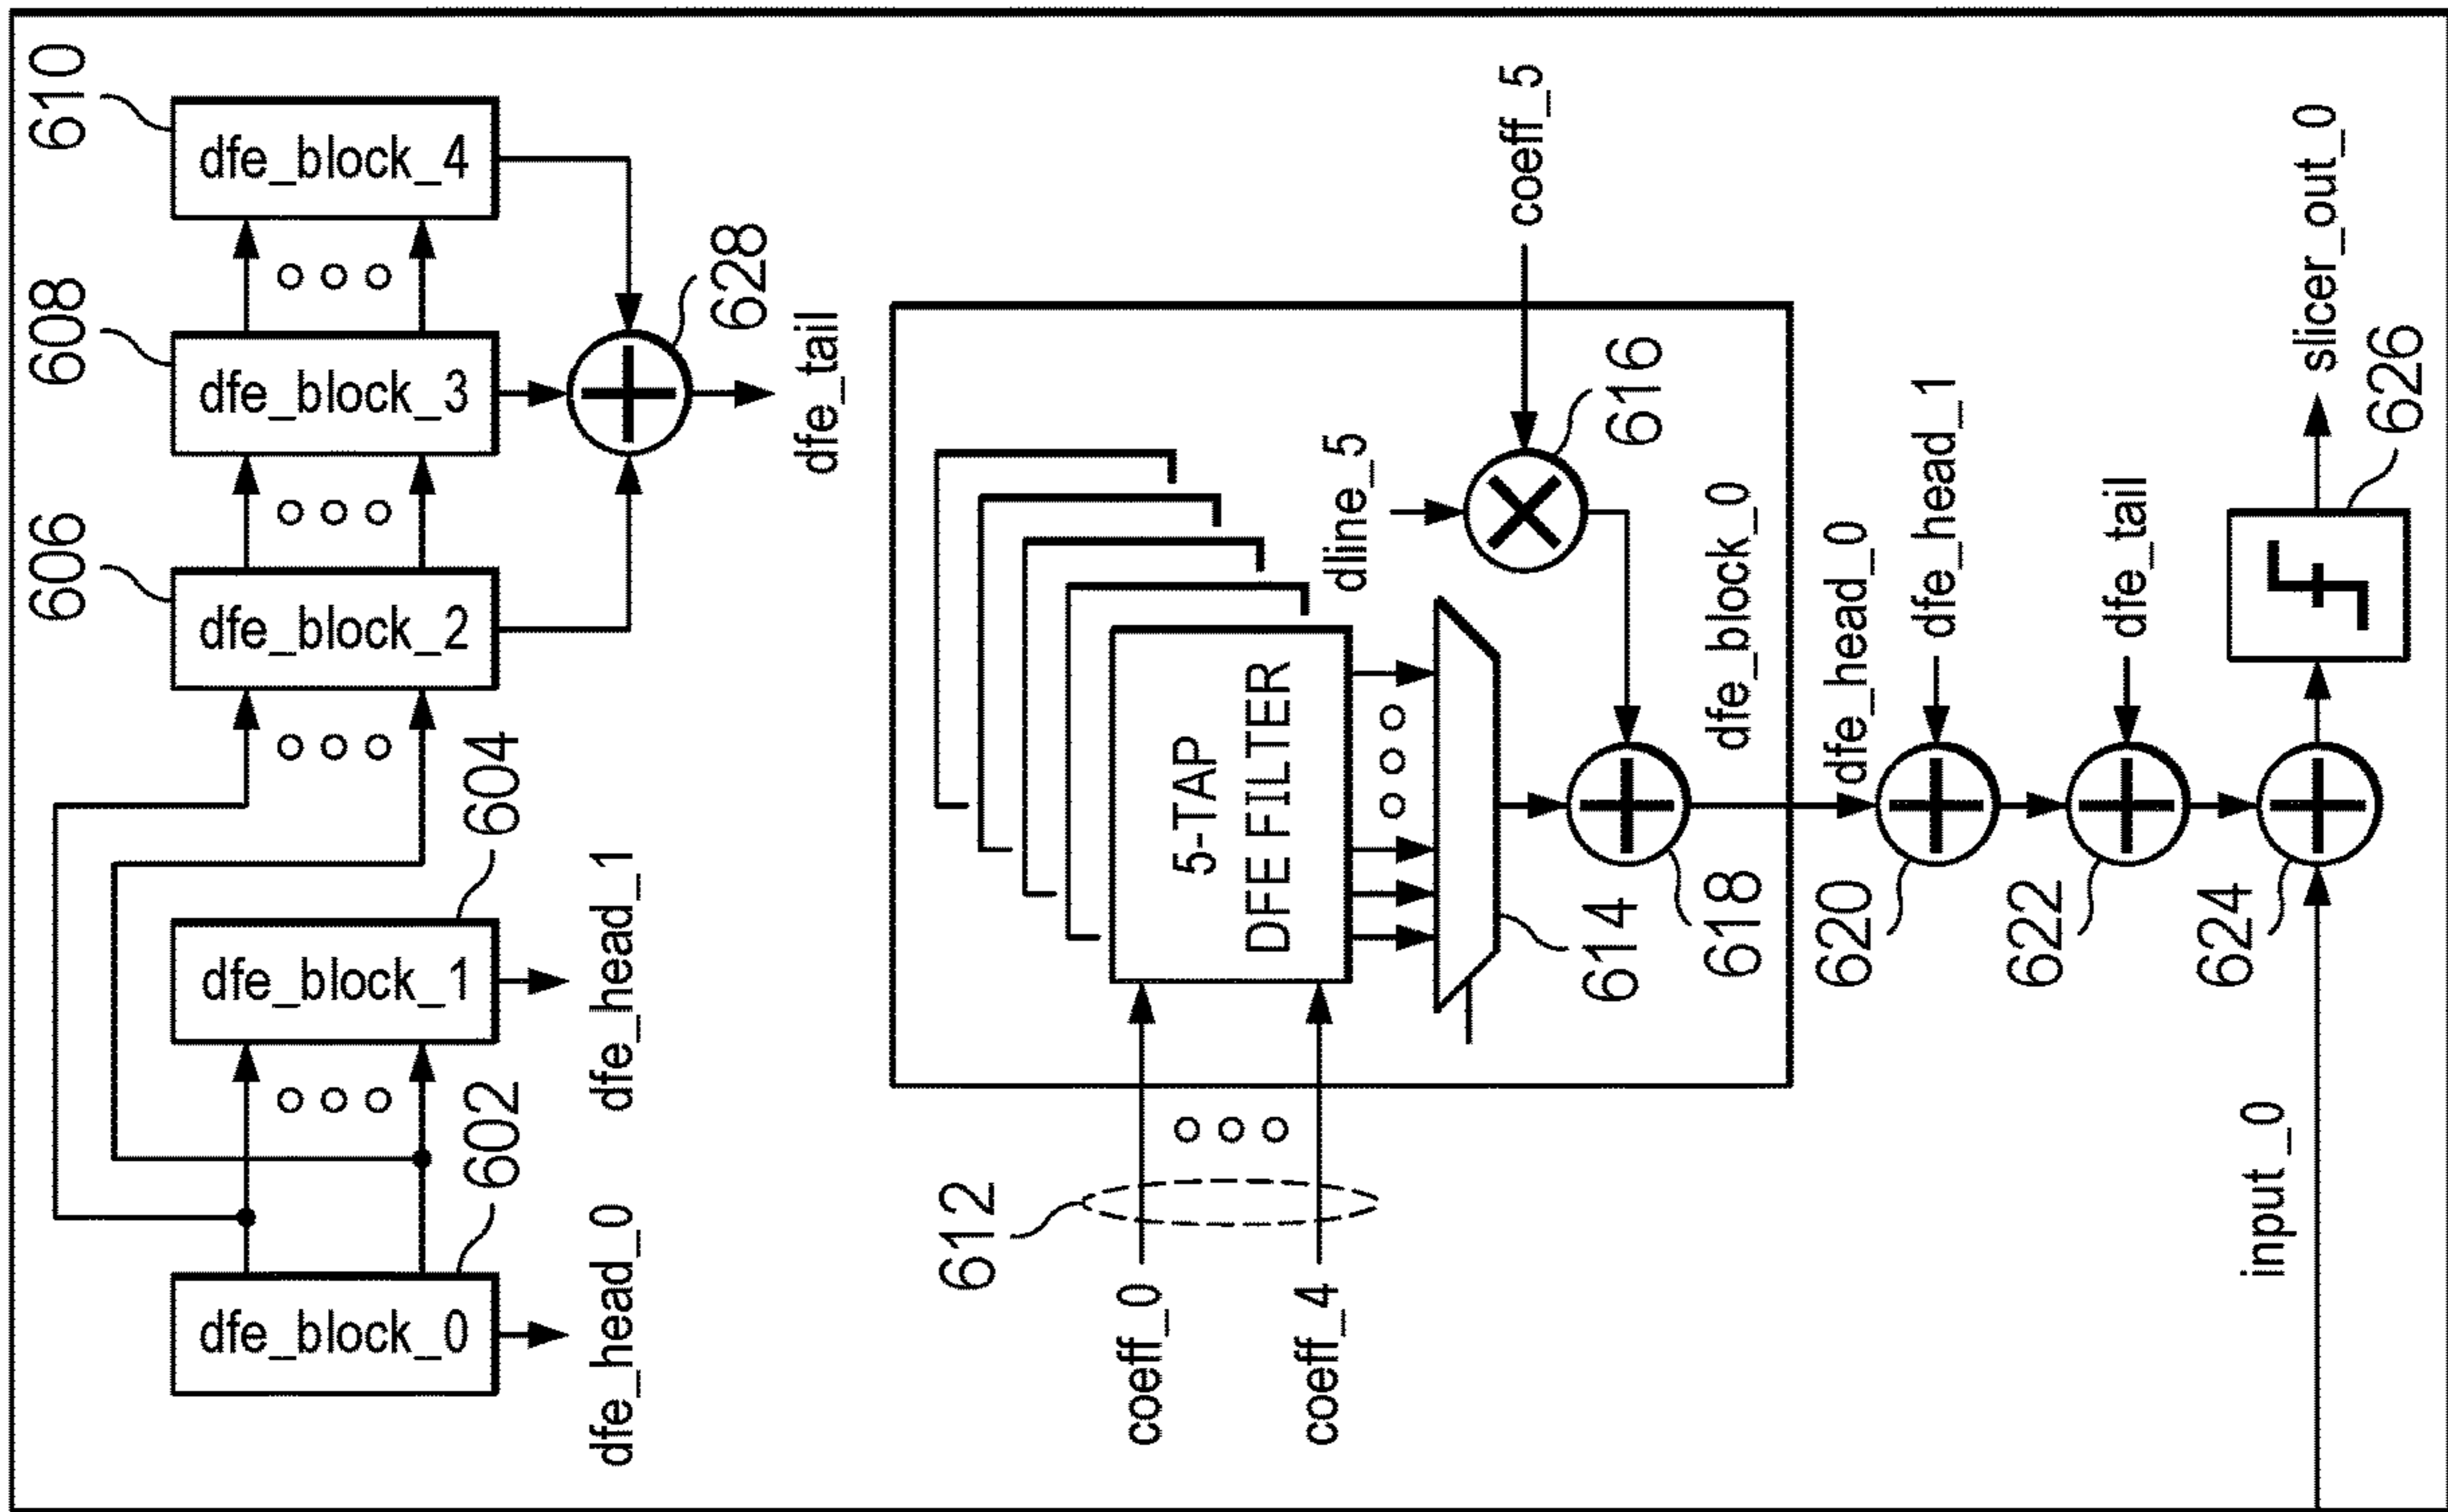 610
dfe_block_4
608
dfe_block_3
606
dfe_block_2
628
dfe_tail
604
dfe_block_1
dfe_head_1
602
dfe_block_0
dfe_head_0
coeff_5
616
dline_5
5-TAP
DFE FILTER
614
618
dfe_block_0
612
coeff_0
coeff_4
dfe_head_0
dfe_head_1
620
dfe_tail
622
624
input_0
626
slicer_out_0